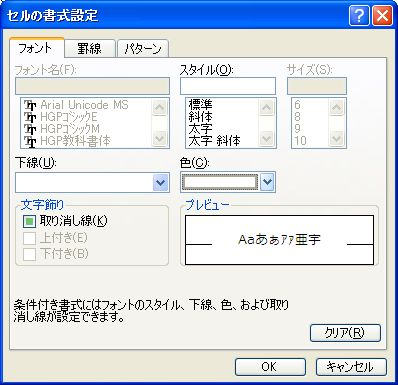 セルの書式設定
フォント 罫線 パターン
フォント名(F): スタイル(O): サイズ(S):
Arial Unicode MS 標準 6
HGPｺﾞｼｯｸE 斜体 8
HGPｺﾞｼｯｸM 太字 9
HGP教科書体 太字 斜体 10
下線(U): 色(C):
文字飾り プレビュー
取り消し線(K)
上付き(E) Aaあぁｱｧ亜宇
下付き(B)
条件付き書式にはフォントのスタイル、下線、色、および取り
消し線が設定できます。
クリア(R)
OK キャンセル